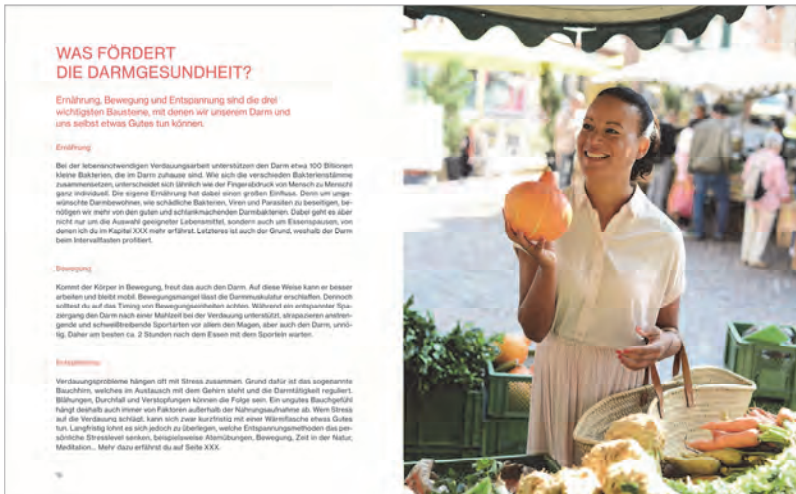 WAS FÖRDERT
DIE DARMGESUNDHEIT?
Ernährung, Bewegung und Entspannung sind die drei
wichtigsten Bausteine, mit denen wir unserem Darm und
uns selbst etwas Gutes tun können.
Ernährung
Bei der lebensnotwendigen Verdauungsarbeit unterstützen den Darm etwa 100 Billionen
kleine Bakterien, die im Darm zuhause sind. Wie sich die verschieden Bakterienstämme
zusammensetzen, unterscheidet sich (ähnlich wie der Fingerabdruck von Mensch zu Mensch)
ganz individuell. Die eigene Ernährung hat dabei einen großen Einfluss. Denn um unge-
wünschte Darmbewohner, wie schädliche Bakterien, Viren und Parasiten zu beseitigen, be-
nötigen wir mehr von den guten und schlankmachenden Darmbakterien. Dabei geht es aber
nicht nur um die Auswahl geeigneter Lebensmittel, sondern auch um Essenspausen, von
denen ich du im Kapitel XXX mehr erfährst. Letzteres ist auch der Grund, weshalb der Darm
beim Intervallfasten profitiert.
Bewegung
Kommt der Körper in Bewegung, freut das auch den Darm. Auf diese Weise kann er besser
arbeiten und bleibt mobil. Bewegungsmangel lässt die Darmmuskulatur erschlaffen. Dennoch
solltest du auf das Timing von Bewegungseinheiten achten. Während ein entspannter Spa-
ziergang den Darm nach einer Mahlzeit bei der Verdauung unterstützt, strapazieren anstren-
gende und schweißtreibende Sportarten vor allem den Magen, aber auch den Darm, unnö-
tig. Daher am besten ca. 2 Stunden nach dem Essen mit dem Sporteln warten.
Entspannung
Verdauungsprobleme hängen oft mit Stress zusammen. Grund dafür ist das sogenannte
Bauchhirn, welches im Austausch mit dem Gehirn steht und die Darmtätigkeit reguliert.
Blähungen, Durchfall und Verstopfungen können die Folge sein. Ein ungutes Bauchgefühl
hängt deshalb auch immer von Faktoren außerhalb der Nahrungsaufnahme ab. Wem Stress
auf die Verdauung schlägt, kann sich zwar kurzfristig mit einer Wärmflasche etwas Gutes
tun. Langfristig lohnt es sich jedoch zu überlegen, welche Entspannungsmethoden das per-
sönliche Stresslevel senken, beispielsweise Atemübungen, Bewegung, Zeit in der Natur,
Meditation... Mehr dazu erfährst du auf Seite XXX.